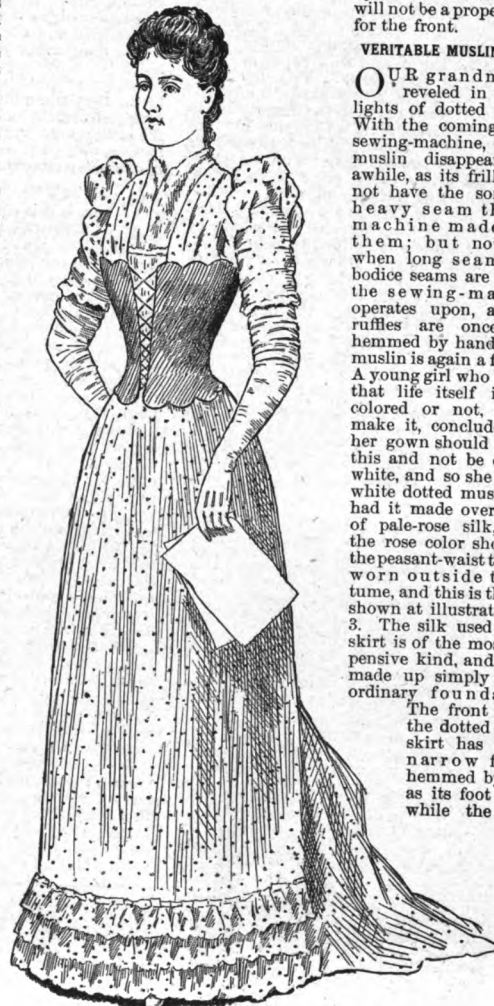 will not be a prope
for the front.
VERITABLE MUSLIN
OUR grandm
reveled in
lights of dotted
With the coming
sewing-machine,
muslin disappea
awhile, as its frill
not have the so
heavy seam th
machine made
them; but no
when long seam
bodice seams are
the sewing-ma
operates upon, a
ruffles are once
hemmed by hand
muslin is again a f
A young girl who
that life itself i
colored or not,
make it, conclud
her gown should
this and not be
white, and so she
white dotted mus
had it made over
of pale-rose silk,
the rose color sho
the peasant-waist t
worn outside t
tume, and this is th
shown at illustrat
3. The silk used
skirt is of the mos
pensive kind, and
made up simply
ordinary founda
The front
the dotted
skirt has
narrow f
hemmed by
as its foot
while the